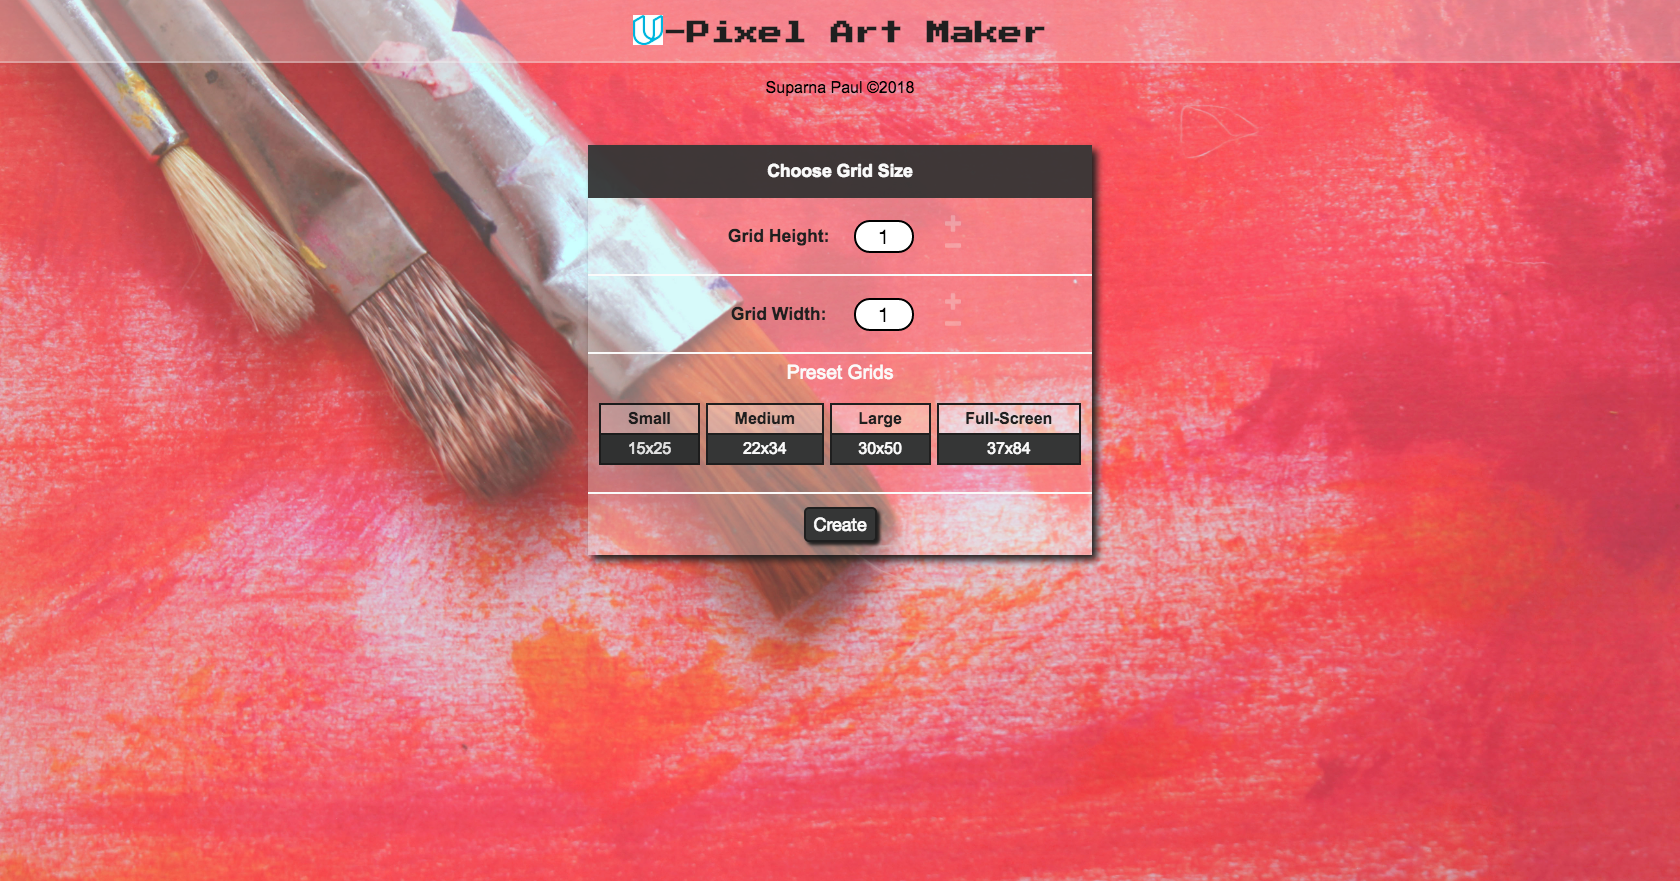 U-Pixel Art Maker
Suparna Paul ©2018
Choose Grid Size
Grid Height: 1 + −
Grid Width: 1 + −
Preset Grids
Small Medium Large Full-Screen
15x25 22x34 30x50 37x84
Create